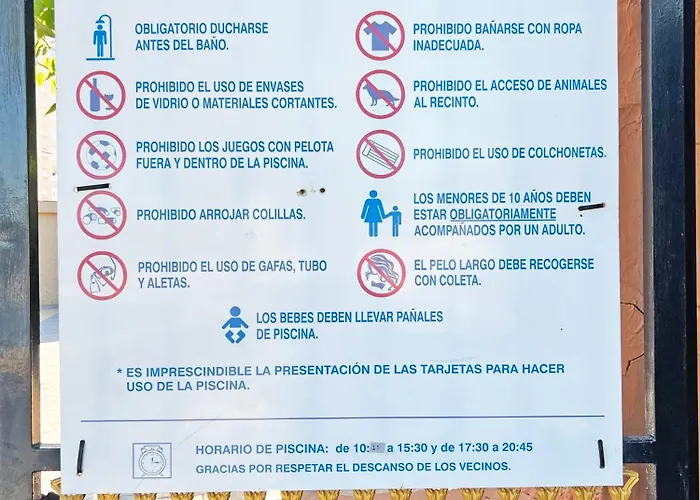 OBLIGATORIO DUCHARSE
ANTES DEL BAÑO.
PROHIBIDO BAÑARSE CON ROPA
INADECUADA.
PROHIBIDO EL USO DE ENVASES
DE VIDRIO O MATERIALES CORTANTES.
PROHIBIDO EL ACCESO DE ANIMALES
AL RECINTO.
PROHIBIDO LOS JUEGOS CON PELOTA
FUERA Y DENTRO DE LA PISCINA.
PROHIBIDO EL USO DE COLCHONETAS.
PROHIBIDO ARROJAR COLILLAS.
LOS MENORES DE 10 AÑOS DEBEN
ESTAR OBLIGATORIAMENTE
ACOMPAÑADOS POR UN ADULTO.
PROHIBIDO EL USO DE GAFAS, TUBO
Y ALETAS.
EL PELO LARGO DEBE RECOGERSE
CON COLETA.
LOS BEBES DEBEN LLEVAR PAÑALES
DE PISCINA.
* ES IMPRESCINDIBLE LA PRESENTACIÓN DE LAS TARJETAS PARA HACER
USO DE LA PISCINA.
HORARIO DE PISCINA: de a 15:30 y de 17:30 a 20:45
GRACIAS POR RESPETAR EL DESCANSO DE LOS VECINOS.